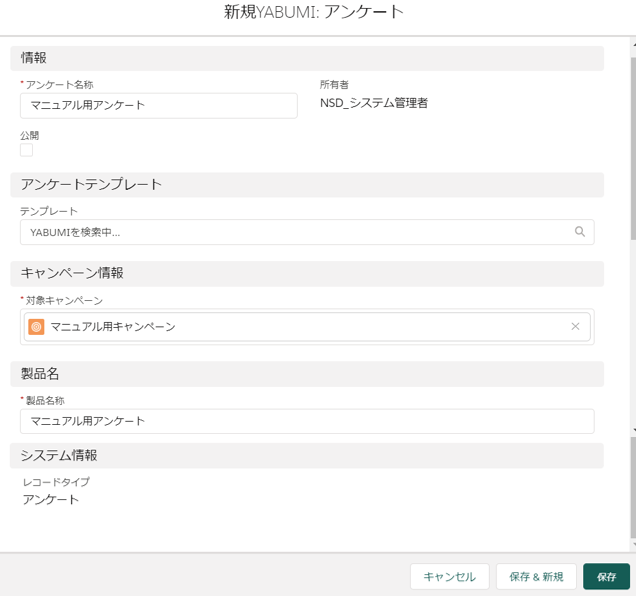 新規YABUMI: アンケート
情報
*アンケート名称
所有者
マニュアル用アンケート
NSD_システム管理者
公開
アンケートテンプレート
テンプレート
YABUMIを検索中...
キャンペーン情報
*対象キャンペーン
マニュアル用キャンペーン
製品名
*製品名称
マニュアル用アンケート
システム情報
レコードタイプ
アンケート
キャンセル
保存 & 新規
保存